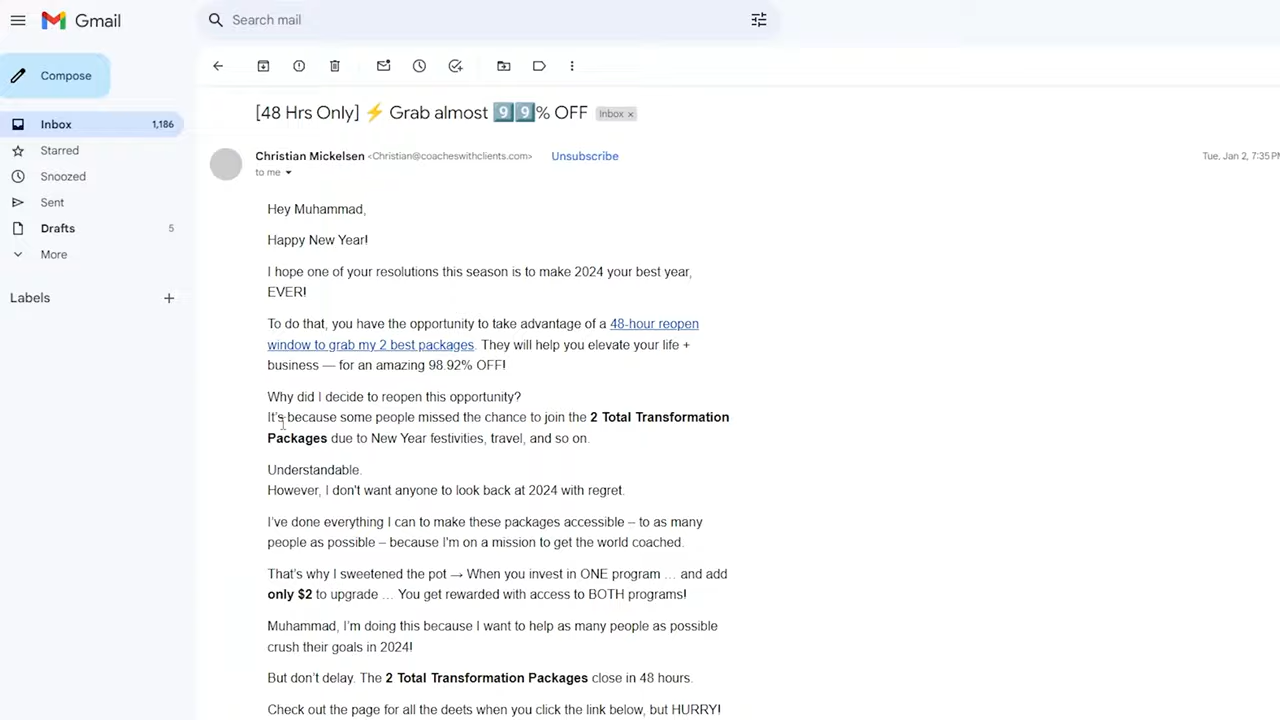 Gmail
Search mail
Compose
Inbox 1,186
Starred
Snoozed
Sent
Drafts 5
More
Labels
[48 Hrs Only] ⚡ Grab almost 9️⃣9️⃣% OFF Inbox ×
Christian Mickelsen <Christian@coacheswithclients.com> Unsubscribe Tue, Jan 2, 7:35 PM
to me
Hey Muhammad,
Happy New Year!
I hope one of your resolutions this season is to make 2024 your best year,
EVER!
To do that, you have the opportunity to take advantage of a 48-hour reopen
window to grab my 2 best packages. They will help you elevate your life +
business — for an amazing 98.92% OFF!
Why did I decide to reopen this opportunity?
It's because some people missed the chance to join the 2 Total Transformation
Packages due to New Year festivities, travel, and so on.
Understandable.
However, I don't want anyone to look back at 2024 with regret.
I've done everything I can to make these packages accessible – to as many
people as possible – because I'm on a mission to get the world coached.
That's why I sweetened the pot → When you invest in ONE program … and add
only $2 to upgrade … You get rewarded with access to BOTH programs!
Muhammad, I'm doing this because I want to help as many people as possible
crush their goals in 2024!
But don't delay. The 2 Total Transformation Packages close in 48 hours.
Check out the page for all the deets when you click the link below, but HURRY!